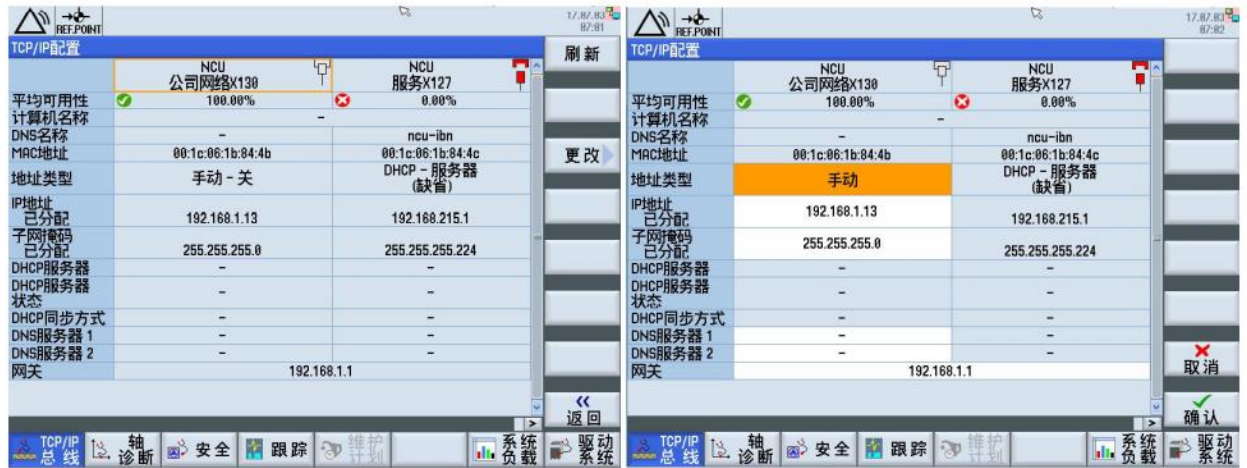 REF.POINT
17.07.03
07:01
TCP/IP配置
刷新
NCU
公司网络X130
NCU
服务X127
平均可用性 100.00% 0.00%
计算机名称 -
DNS名称 - ncu-ibn
MAC地址 00:1c:06:1b:84:4b 00:1c:06:1b:84:4c
更改
地址类型 手动 - 关 DHCP - 服务器
(缺省)
IP地址
已分配 192.168.1.13 192.168.215.1
子网掩码
已分配 255.255.255.0 255.255.255.224
DHCP服务器 - -
DHCP服务器
状态 - -
DHCP同步方式 - -
DNS服务器 1 - -
DNS服务器 2 - -
网关 192.168.1.1
<<
返回
>
TCP/IP
总线
轴
诊断
安全
跟踪
维护
计划
系统
负载
驱动
系统
REF.POINT
17.07.03
07:02
TCP/IP配置
NCU
公司网络X130
NCU
服务X127
平均可用性 100.00% 0.00%
计算机名称 -
DNS名称 - ncu-ibn
MAC地址 00:1c:06:1b:84:4b 00:1c:06:1b:84:4c
地址类型 手动 DHCP - 服务器
(缺省)
IP地址
已分配 192.168.1.13 192.168.215.1
子网掩码
已分配 255.255.255.0 255.255.255.224
DHCP服务器 - -
DHCP服务器
状态 - -
DHCP同步方式 - -
DNS服务器 1 - -
DNS服务器 2 - -
网关 192.168.1.1
取消
确认
>
TCP/IP
总线
轴
诊断
安全
跟踪
维护
计划
系统
负载
驱动
系统